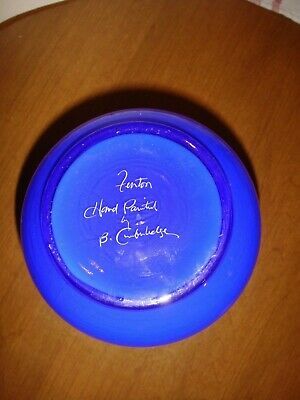 Fenton
Hand Painted
by
B.